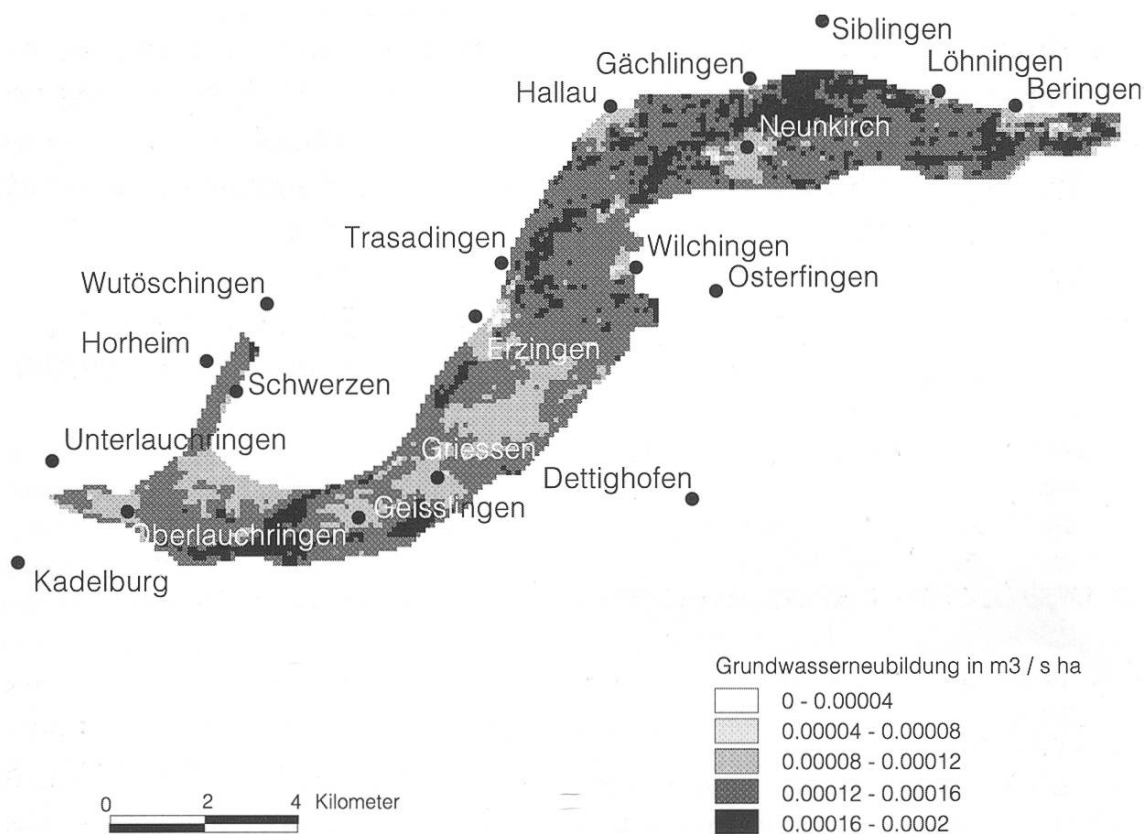 Siblingen
Gächlingen
Löhningen
Hallau
Beringen
Neunkirch
Trasadingen
Wilchingen
Wutöschingen
Osterfingen
Horheim
Erzingen
Schwerzen
Unterlauchringen
Griessen
Dettighofen
Geisslingen
Oberlauchringen
Kadelburg
Grundwasserneubildung in m3 / s ha
0 - 0.00004
0.00004 - 0.00008
0.00008 - 0.00012
0.00012 - 0.00016
0.00016 - 0.0002
0 2 4 Kilometer